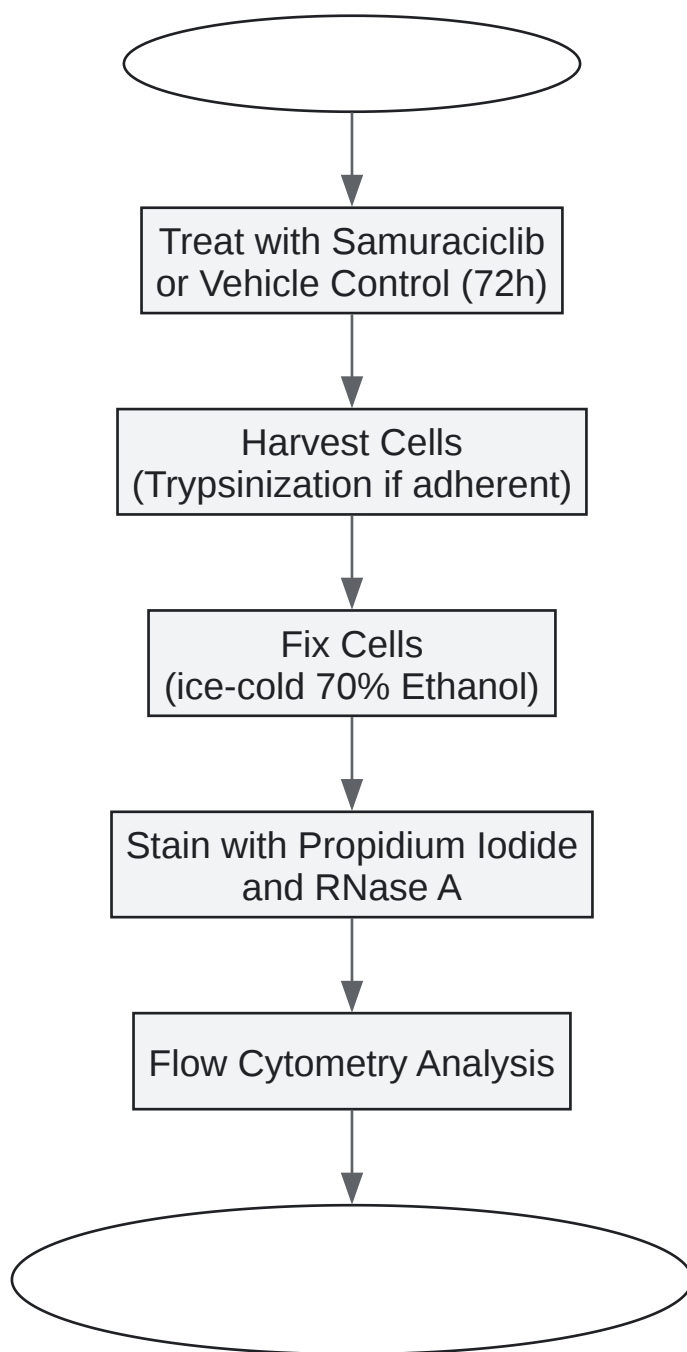 Treat with Samuraciclib
or Vehicle Control (72h)
Harvest Cells
(Trypsinization if adherent)
Fix Cells
(ice-cold 70% Ethanol)
Stain with Propidium Iodide
and RNase A
Flow Cytometry Analysis